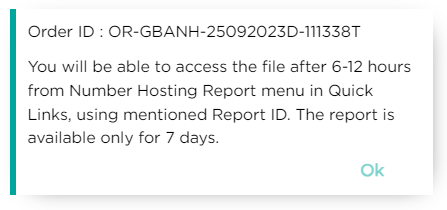 Order ID : OR-GBANH-25092023D-111338T
You will be able to access the file after 6-12 hours
from Number Hosting Report menu in Quick
Links, using mentioned Report ID. The report is
available only for 7 days.
Ok